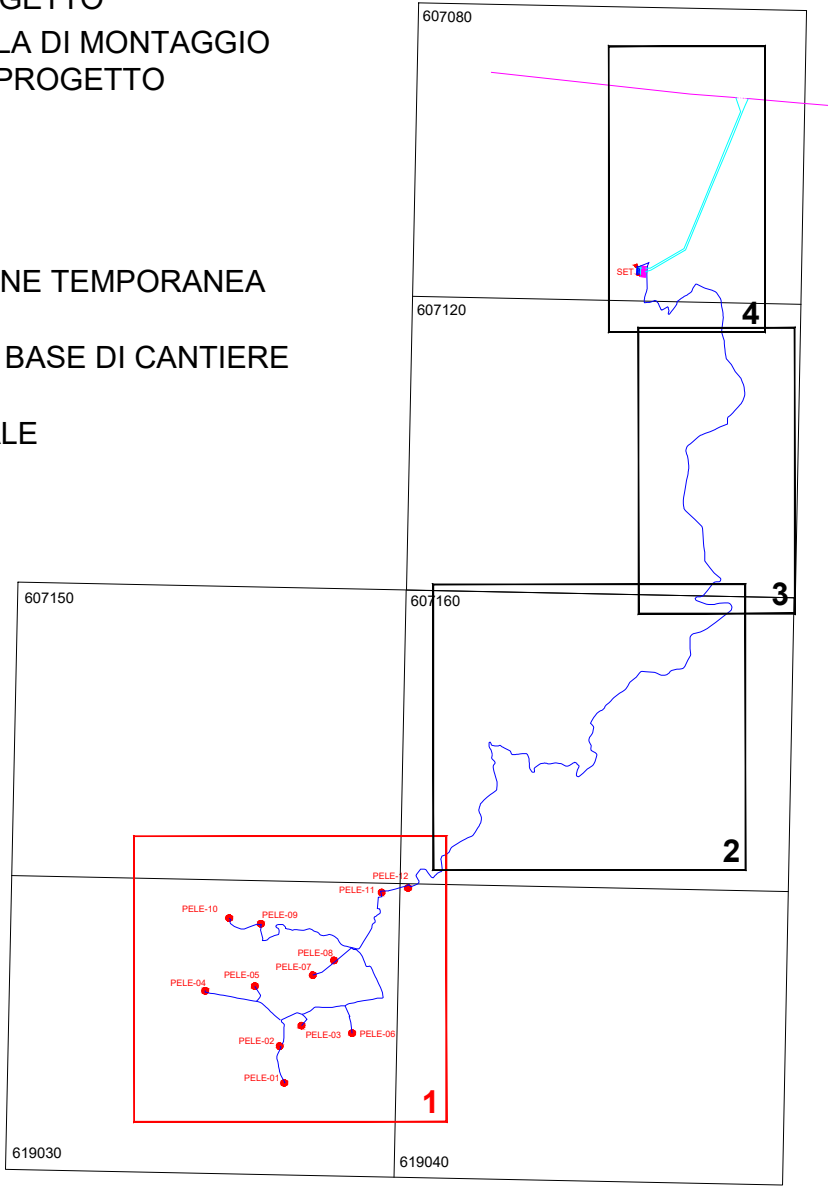 GETTO
LA DI MONTAGGIO
PROGETTO
NE TEMPORANEA
BASE DI CANTIERE
LE
607080
SET
607120
4
3
607150
607160
2
PELE-12
PELE-11
PELE-10
PELE-09
PELE-08
PELE-07
PELE-05
PELE-04
PELE-03
PELE-06
PELE-02
PELE-01
1
619030
619040